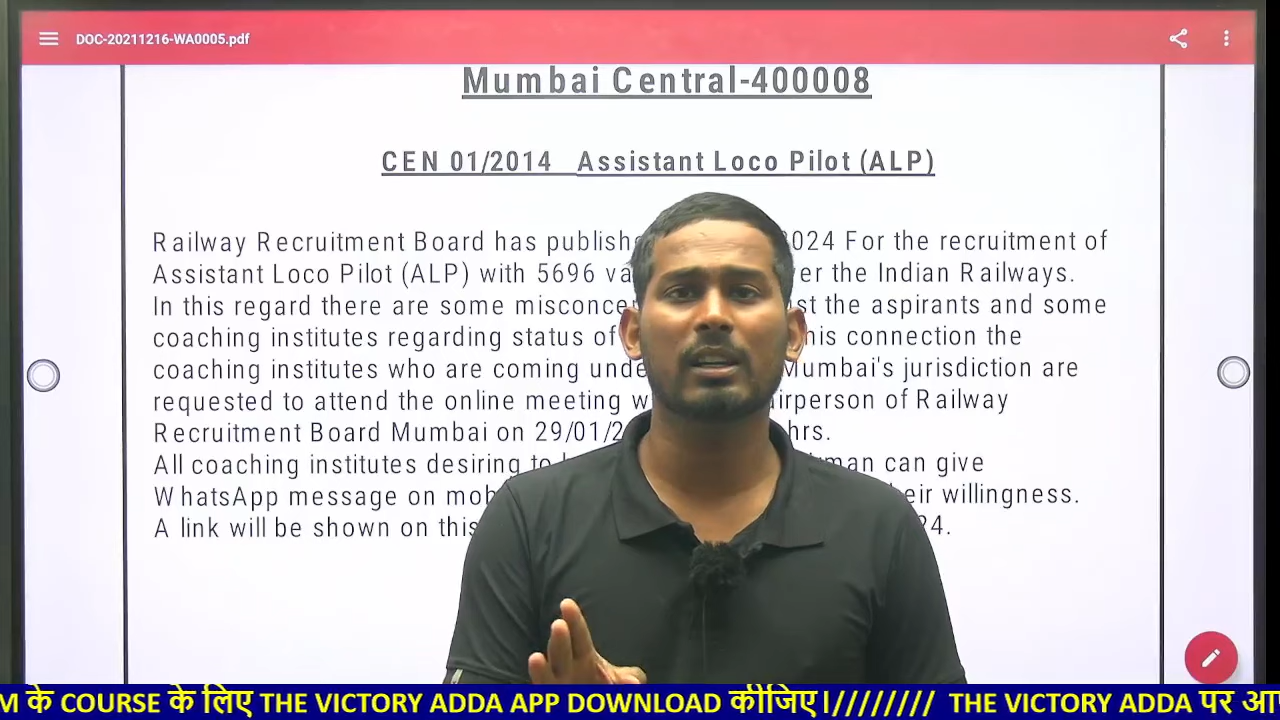 DOC-20211216-WA0005.pdf
Mumbai Central-400008
CEN 01/2014 Assistant Loco Pilot (ALP)
Railway Recruitment Board has publish 2024 For the recruitment of
Assistant Loco Pilot (ALP) with 5696 va er the Indian Railways.
In this regard there are some misconce st the aspirants and some
coaching institutes regarding status of his connection the
coaching institutes who are coming unde Mumbai's jurisdiction are
requested to attend the online meeting w airperson of Railway
Recruitment Board Mumbai on 29/01/2 hrs.
All coaching institutes desiring to man can give
WhatsApp message on mob heir willingness.
A link will be shown on this 24.
M के COURSE के लिए THE VICTORY ADDA APP DOWNLOAD कीजिए।//////// THE VICTORY ADDA पर आ